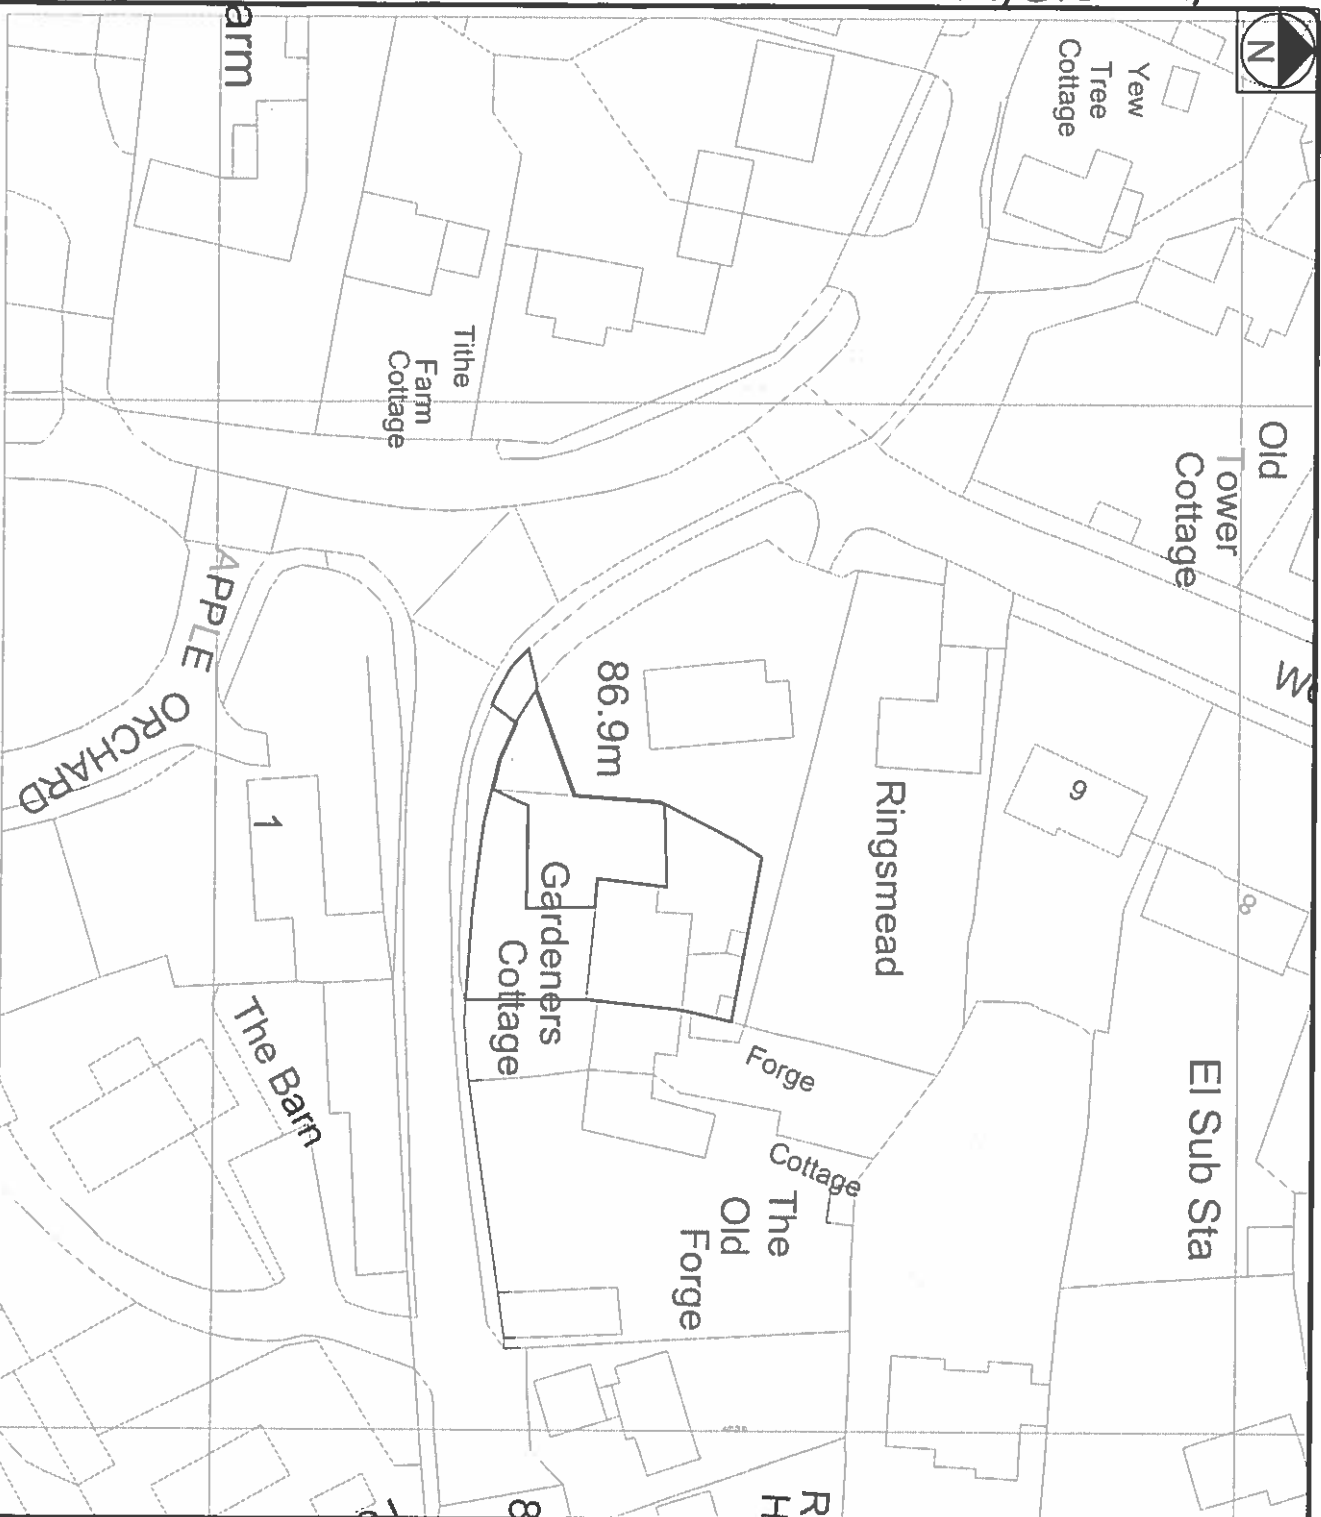 N
Yew
Tree
Cottage
arm
Tithe
Farm
Cottage
Old
Tower
Cottage
APPLE ORCHARD
86.9m
Ringsmead
9
8
1
Gardeners
Cottage
The Barn
Forge
Cottage
The
Old
Forge
El Sub Sta
8
R
H